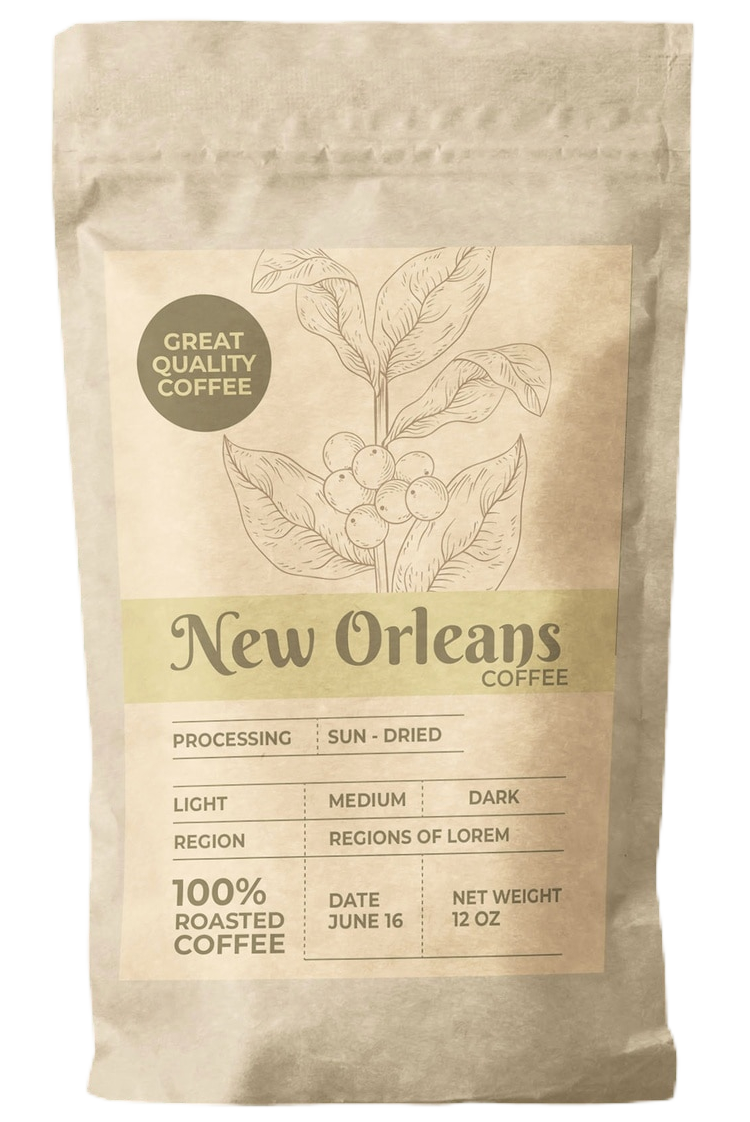 GREAT
QUALITY
COFFEE
New Orleans
COFFEE
PROCESSING SUN - DRIED
LIGHT MEDIUM DARK
REGION REGIONS OF LOREM
100%
ROASTED
COFFEE
DATE
JUNE 16
NET WEIGHT
12 OZ